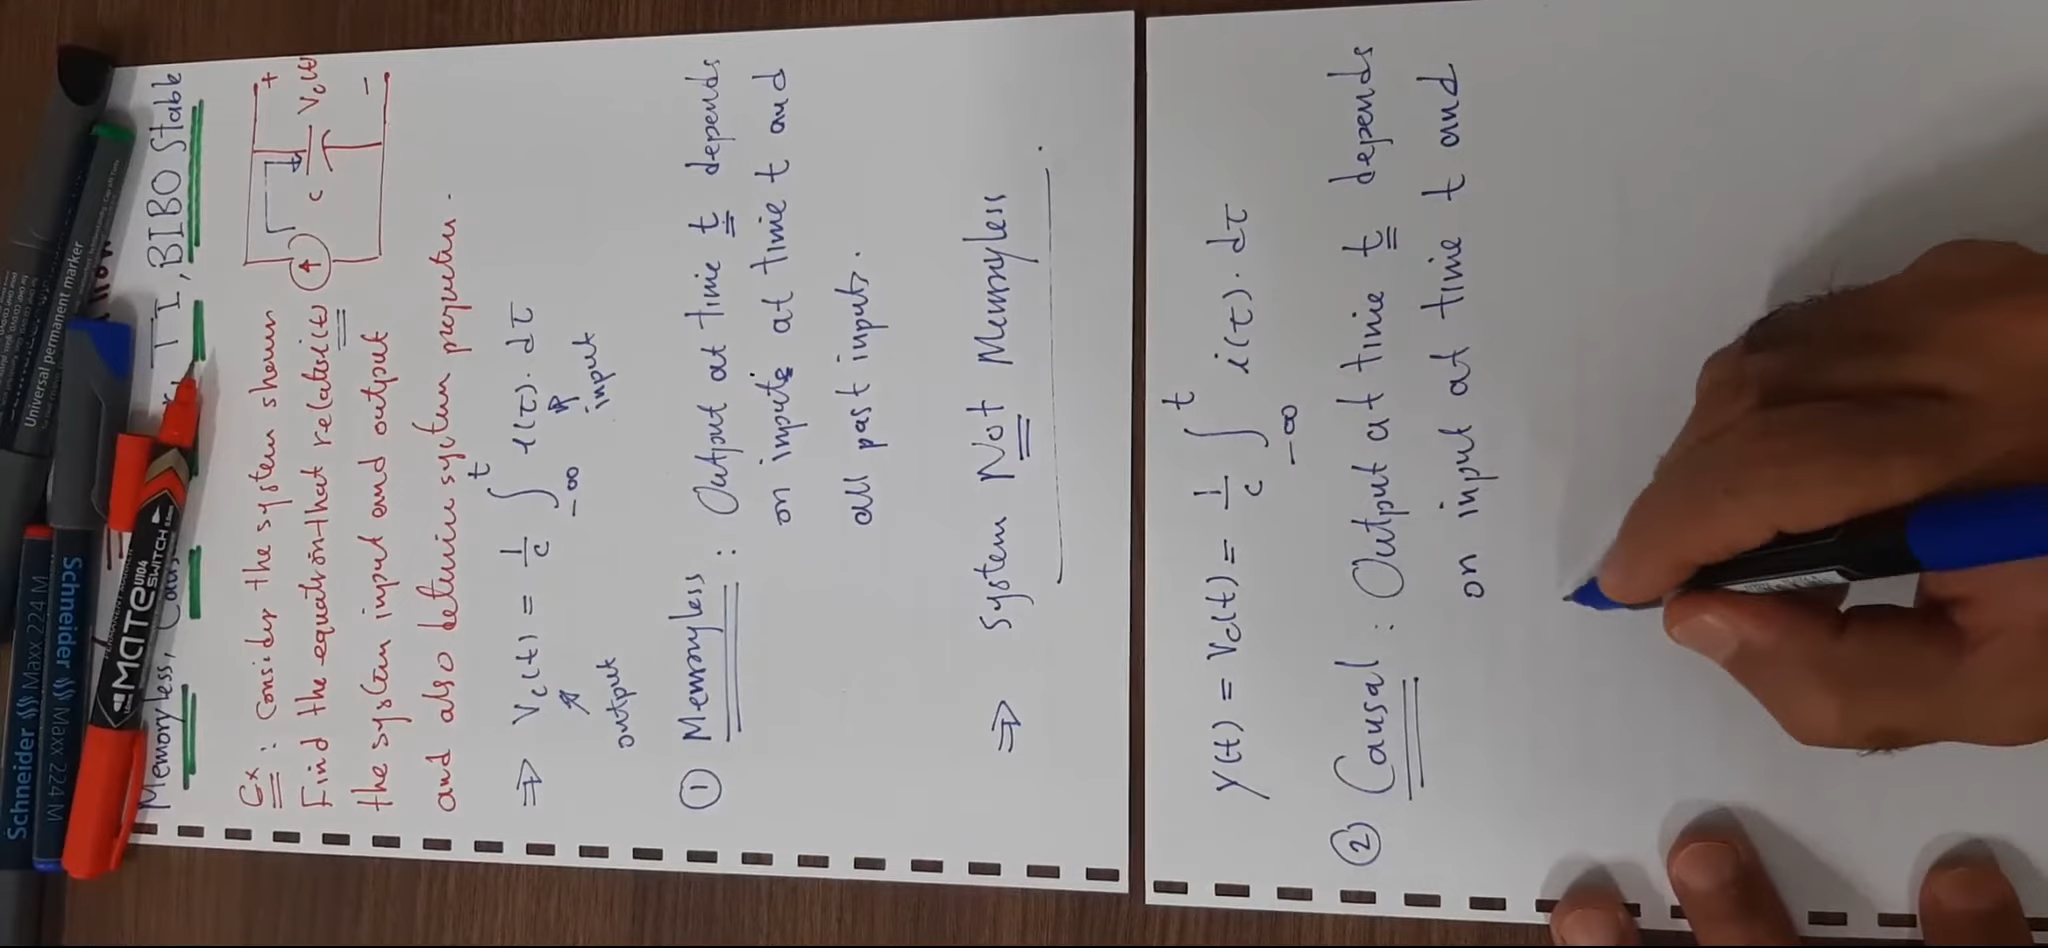 Memoryless, TI, BIBO Stable
Ex: Consider the system shown
Find the equation that relates i(t)
the system input and output
and also determine system properties.
c
+
Vc(t)
−
⇒ Vc(t) = 1/c ∫_{-∞}^{t} i(τ). dτ
output
input
① Memoryless : Output at time t depends
on inputs at time t and
all past inputs.
⇒ System Not Memoryless.
y(t) = Vc(t) = 1/c ∫_{-∞}^{t} i(τ). dτ
② Causal : Output at time t depends
on input at time t and
Schneider Maxx 224 M
Schneider Maxx 224 M
Universal permanent marker
PERMANENT MARKER
MATEU104
SWITCH